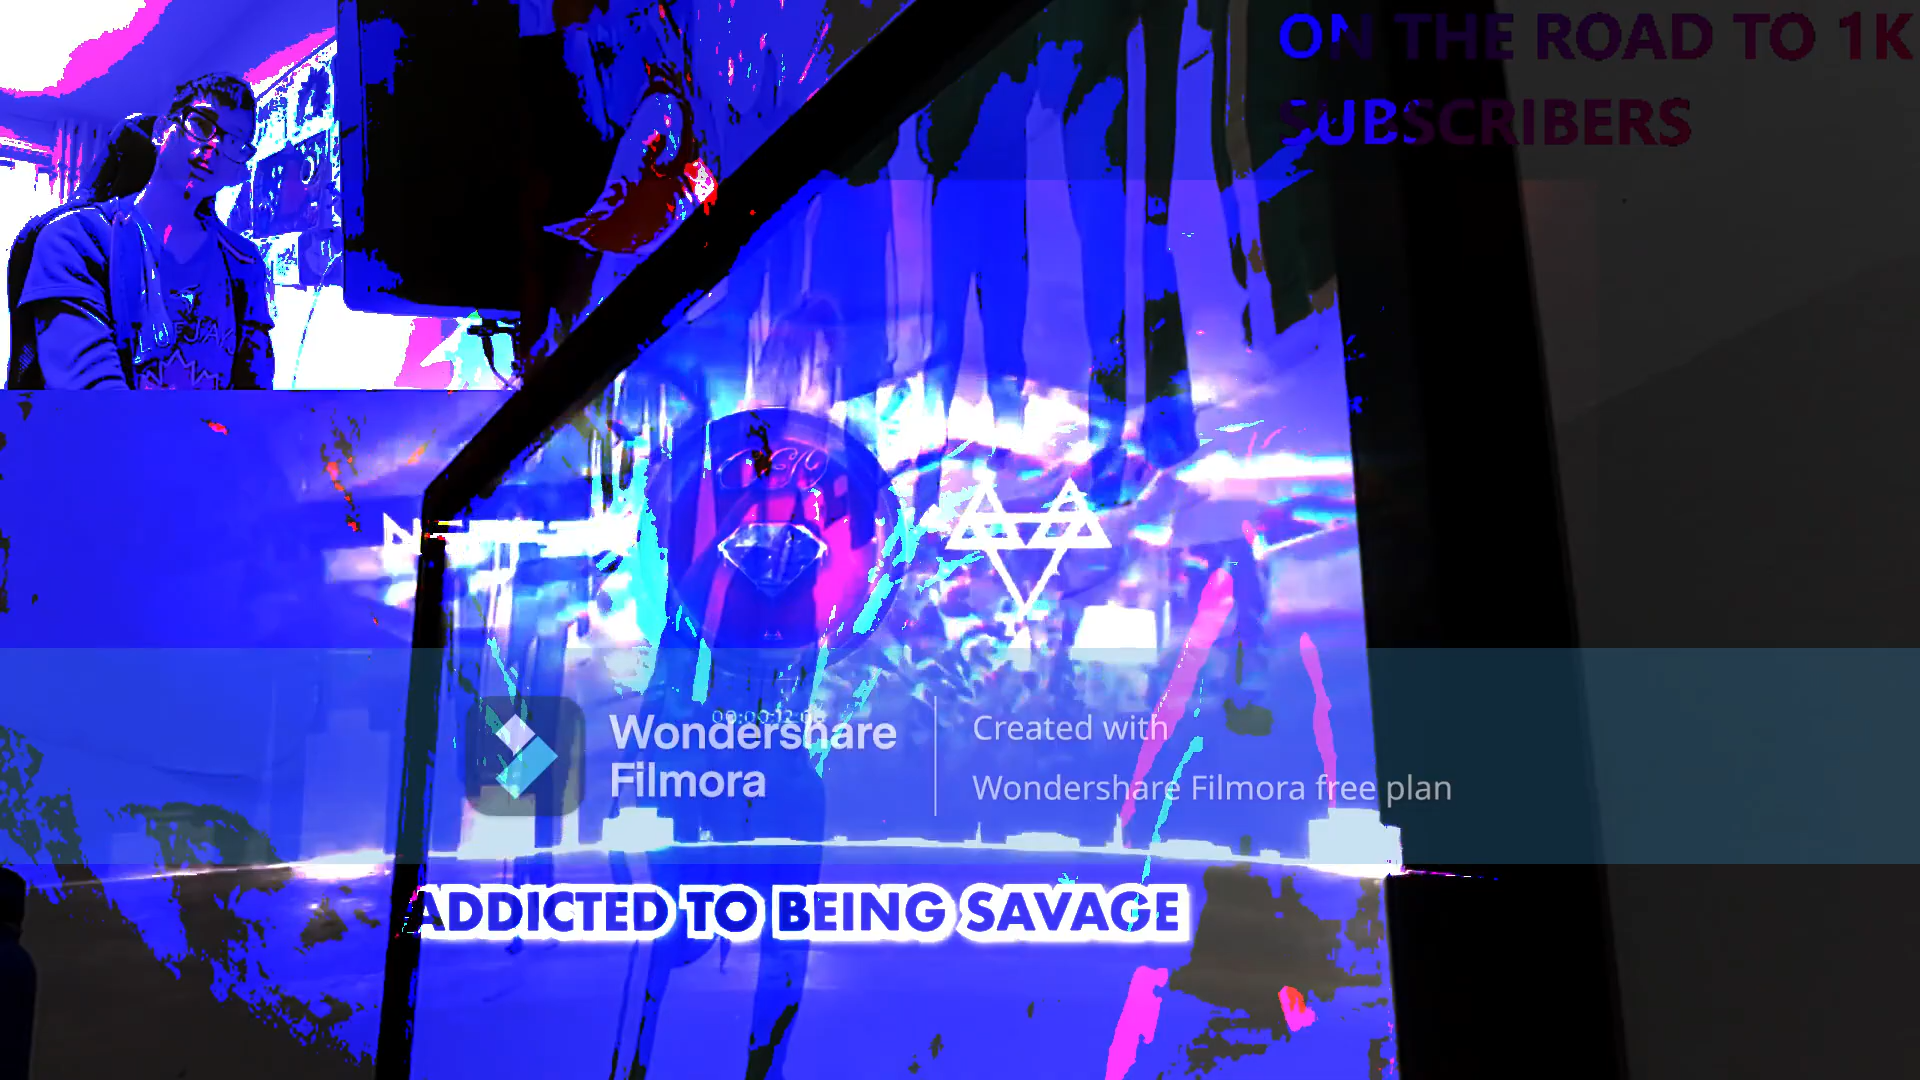 ON THE ROAD TO 1K
SUBSCRIBERS
Wondershare
Filmora
Created with
Wondershare Filmora free plan
ADDICTED TO BEING SAVAGE